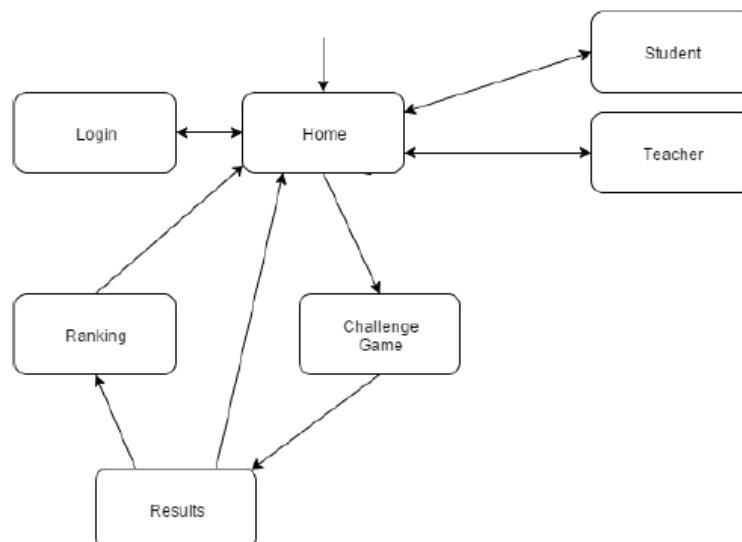 Student
Login
Home
Teacher
Ranking
Challenge
Game
Results